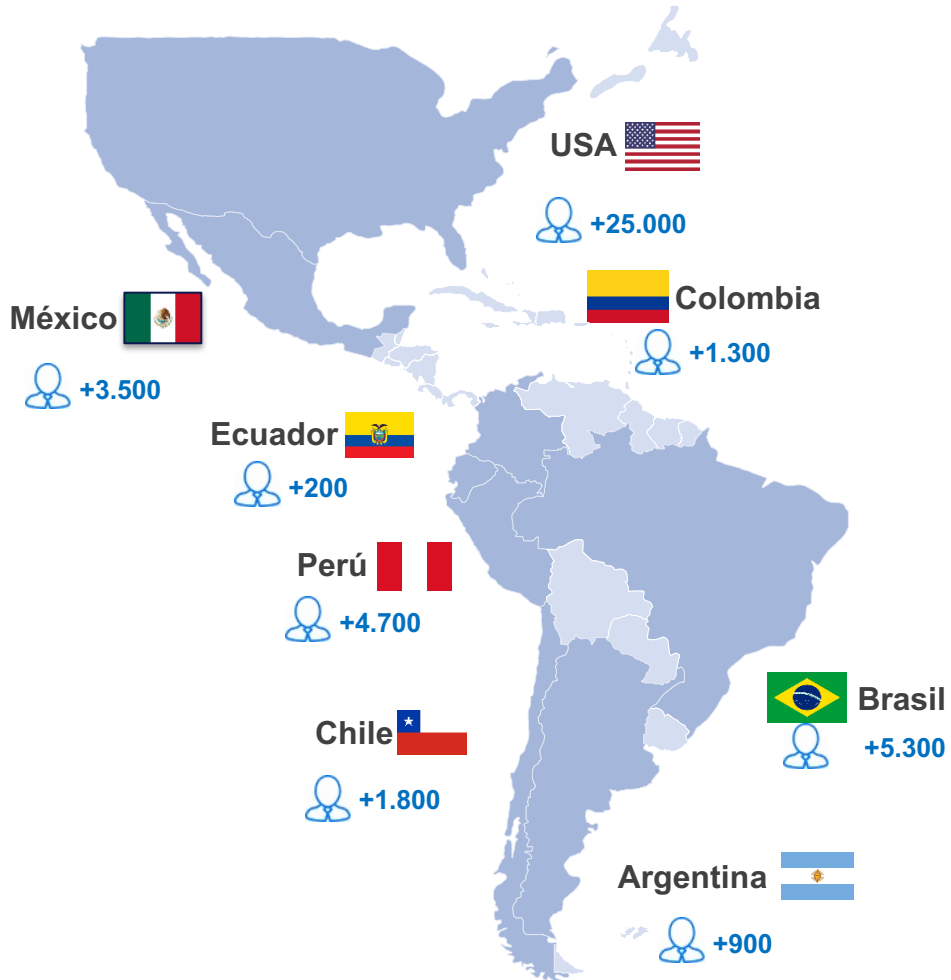 USA
+25.000
Colombia
+1.300
México
+3.500
Ecuador
+200
Perú
+4.700
Brasil
+5.300
Chile
+1.800
Argentina
+900